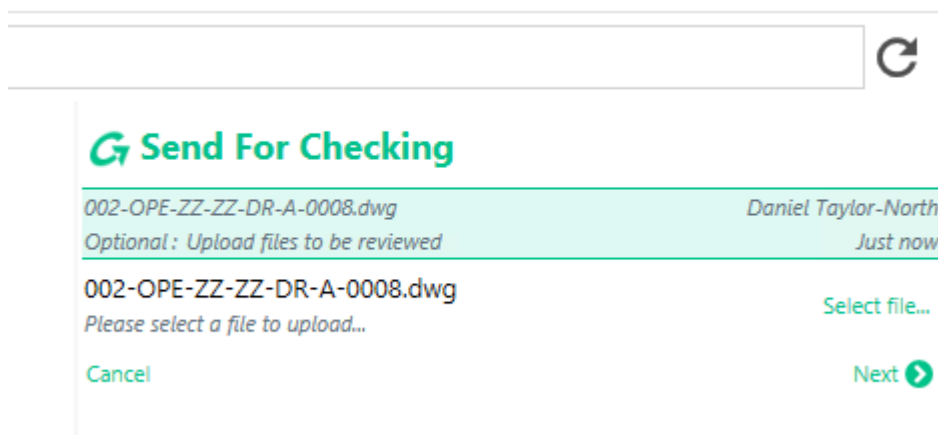 Send For Checking
002-OPE-ZZ-ZZ-DR-A-0008.dwg Daniel Taylor-North
Optional : Upload files to be reviewed Just now
002-OPE-ZZ-ZZ-DR-A-0008.dwg
Select file...
Please select a file to upload...
Cancel Next